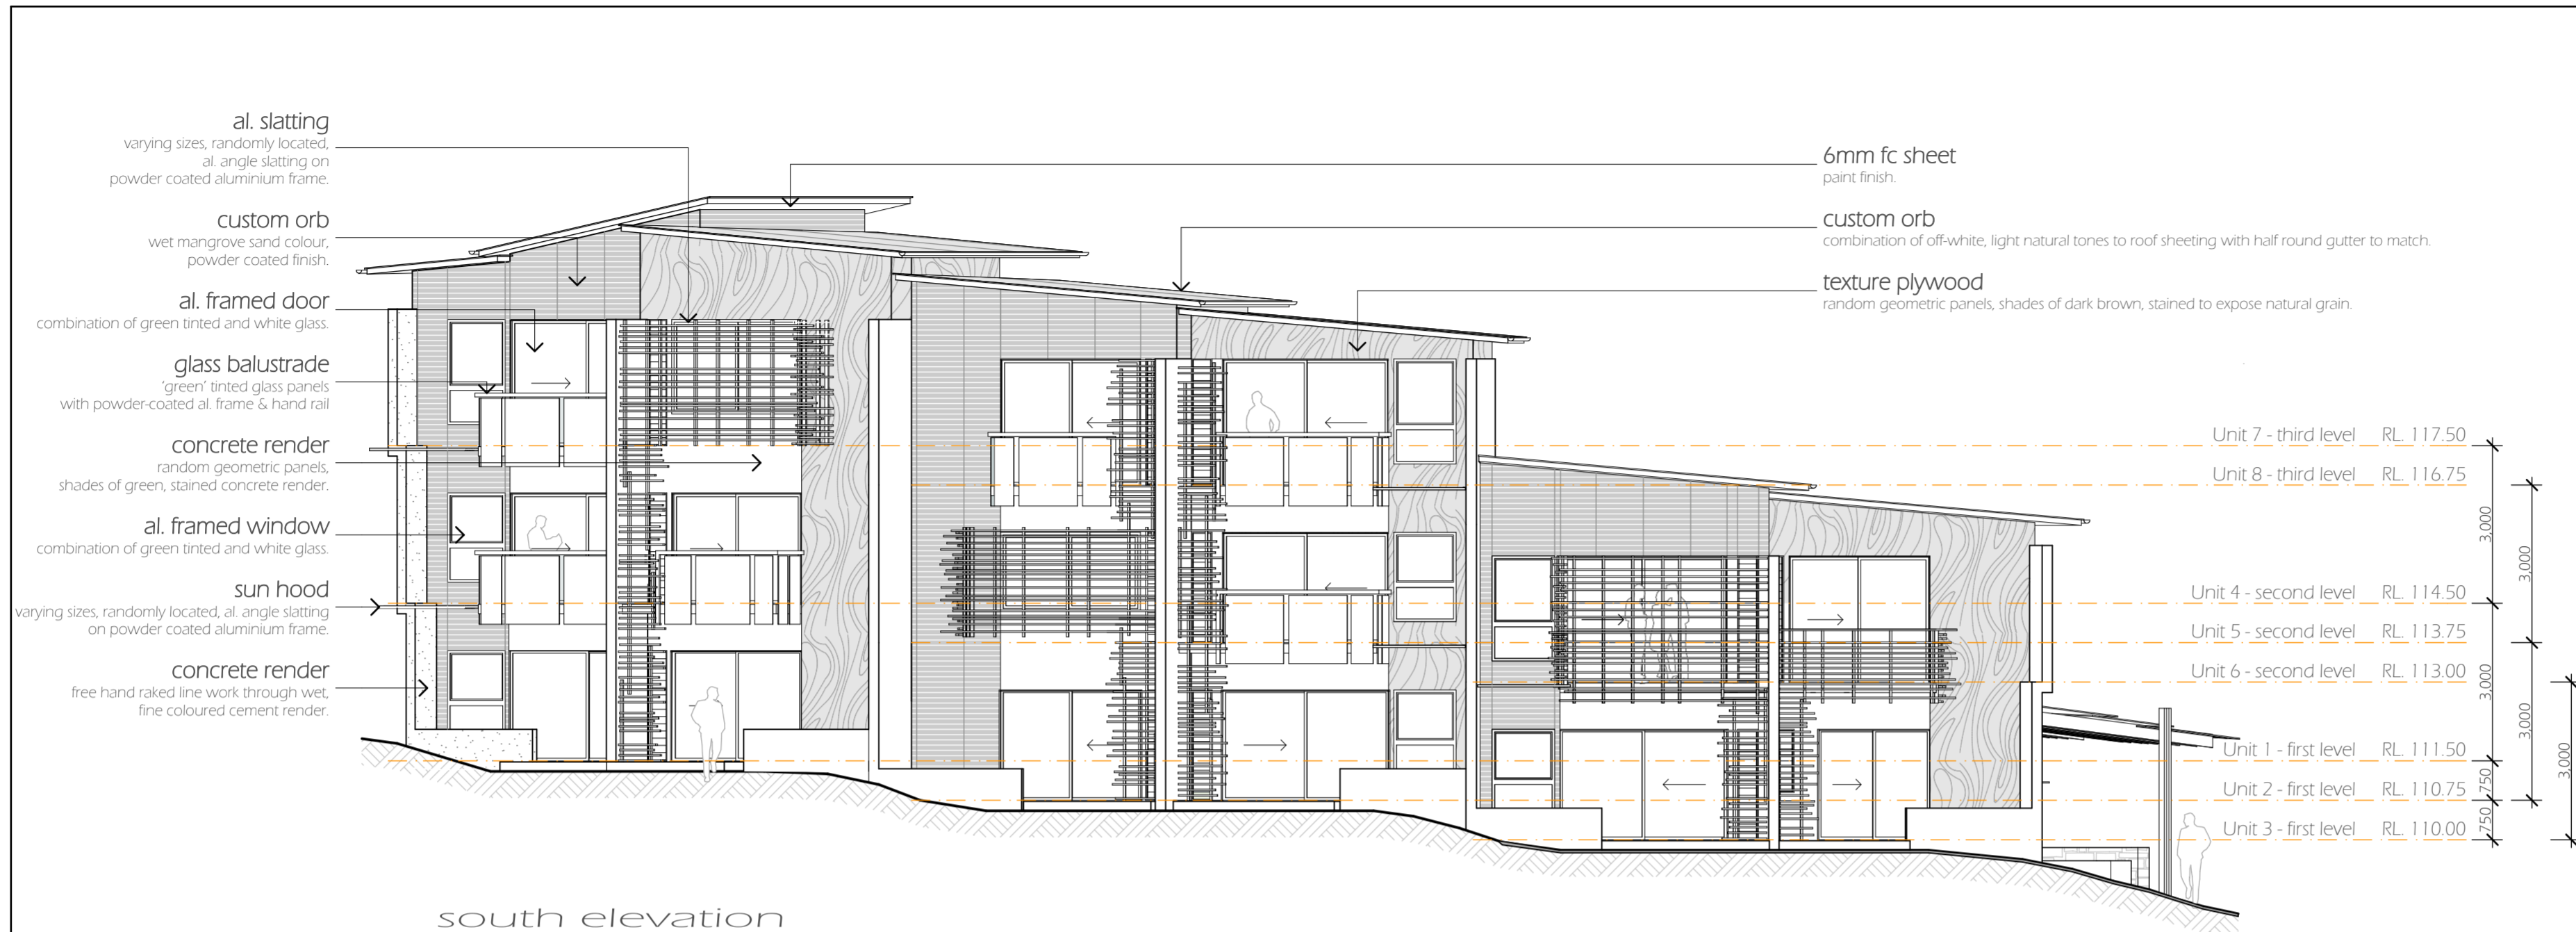 al. slatting
varying sizes, randomly located,
al. angle slatting on
powder coated aluminium frame.
custom orb
wet mangrove sand colour,
powder coated finish.
al. framed door
combination of green tinted and white glass.
glass balustrade
'green' tinted glass panels
with powder-coated al. frame & hand rail
concrete render
random geometric panels,
shades of green, stained concrete render.
al. framed window
combination of green tinted and white glass.
sun hood
varying sizes, randomly located, al. angle slatting
on powder coated aluminium frame.
concrete render
free hand raked line work through wet,
fine coloured cement render.
6mm fc sheet
paint finish.
custom orb
combination of off-white, light natural tones to roof sheeting with half round gutter to match.
texture plywood
random geometric panels, shades of dark brown, stained to expose natural grain.
Unit 7 - third level RL. 117.50
Unit 8 - third level RL. 116.75
Unit 4 - second level RL. 114.50
Unit 5 - second level RL. 113.75
Unit 6 - second level RL. 113.00
Unit 1 - first level RL. 111.50
Unit 2 - first level RL. 110.75
Unit 3 - first level RL. 110.00
3,000
3,000
750
750
3,000
3,000
3,000
south elevation